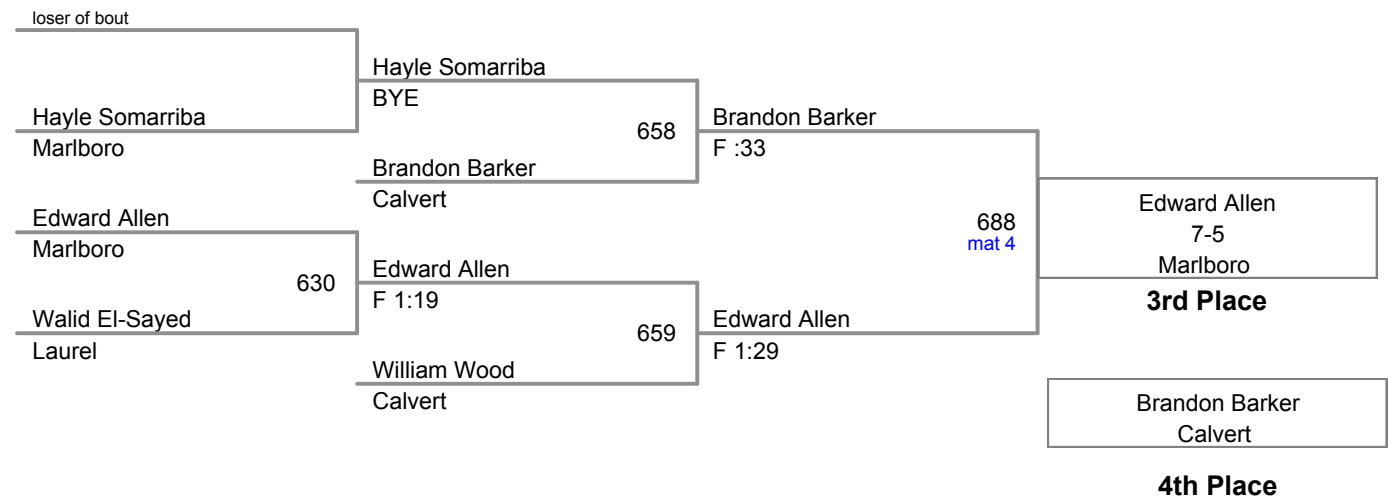 loser of bout
Hayle Somarriba
Marlboro
Edward Allen
Marlboro
630
Walid El-Sayed
Laurel
Hayle Somarriba
BYE
658
Brandon Barker
Calvert
Edward Allen
F 1:19
659
William Wood
Calvert
Brandon Barker
F :33
688
mat 4
Edward Allen
F 1:29
Edward Allen
7-5
Marlboro
3rd Place
Brandon Barker
Calvert
4th Place